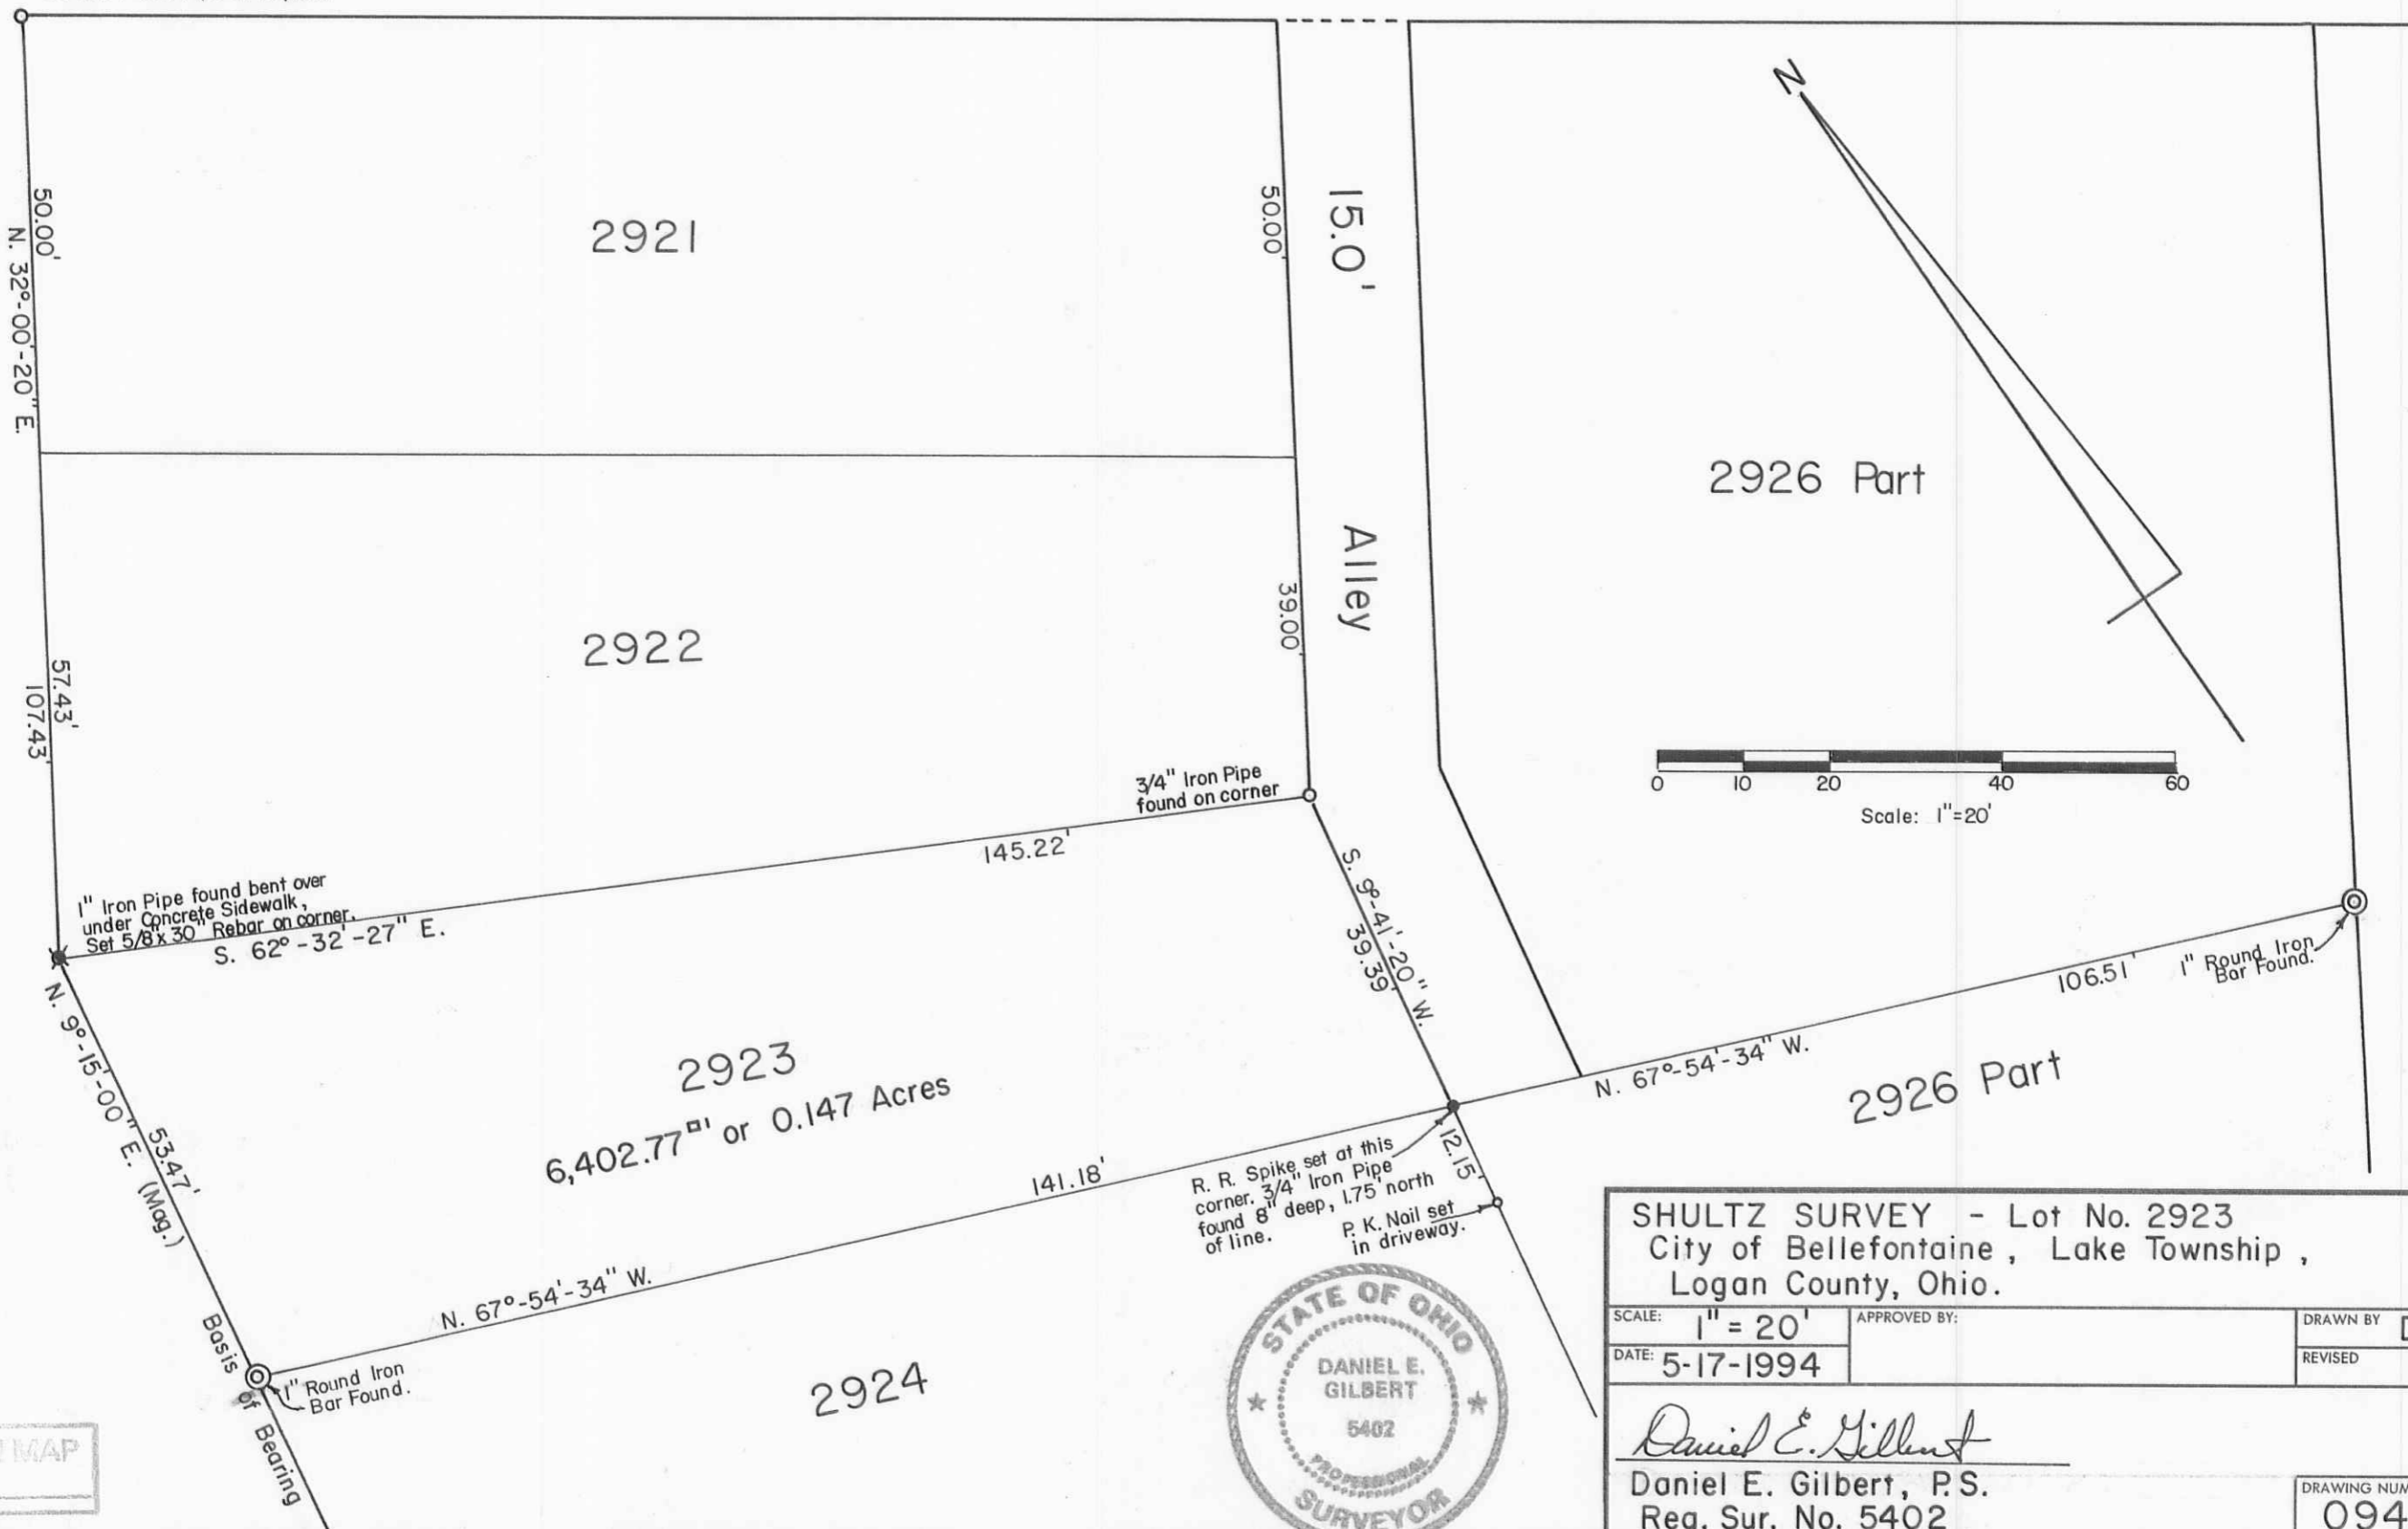 50.00'
N. 32°-00'-20" E.
2921
50.00'
15.0'
Alley
N
2926 Part
2922
39.00'
57.43'
107.43'
0 10 20 40 60
Scale: 1"=20'
3/4" Iron Pipe
found on corner
145.22'
1" Iron Pipe found bent over
under Concrete Sidewalk,
Set 5/8"x 30" Rebar on corner.
S. 62°-32'-27" E.
S. 9°-41'-20" W.
39.39'
106.51'
1" Round Iron
Bar Found.
N. 67°-54'-34" W.
2926 Part
N. 9°-15'-00" E. (Mag.)
53.47'
2923
6,402.77□' or 0.147 Acres
141.18'
12.15'
R. R. Spike set at this
corner. 3/4" Iron Pipe
found 8" deep, 1.75' north
of line.
P. K. Nail set
in driveway.
N. 67°-54'-34" W.
Basis of Bearing
1" Round Iron
Bar Found.
2924
MAP
STATE OF OHIO
DANIEL E.
GILBERT
5402
PROFESSIONAL
SURVEYOR
SHULTZ SURVEY - Lot No. 2923
City of Bellefontaine, Lake Township,
Logan County, Ohio.
SCALE: 1" = 20'
APPROVED BY:
DRAWN BY
DATE: 5-17-1994
REVISED
Daniel E. Gilbert
Daniel E. Gilbert, P.S.
Reg. Sur. No. 5402
DRAWING NUM
094